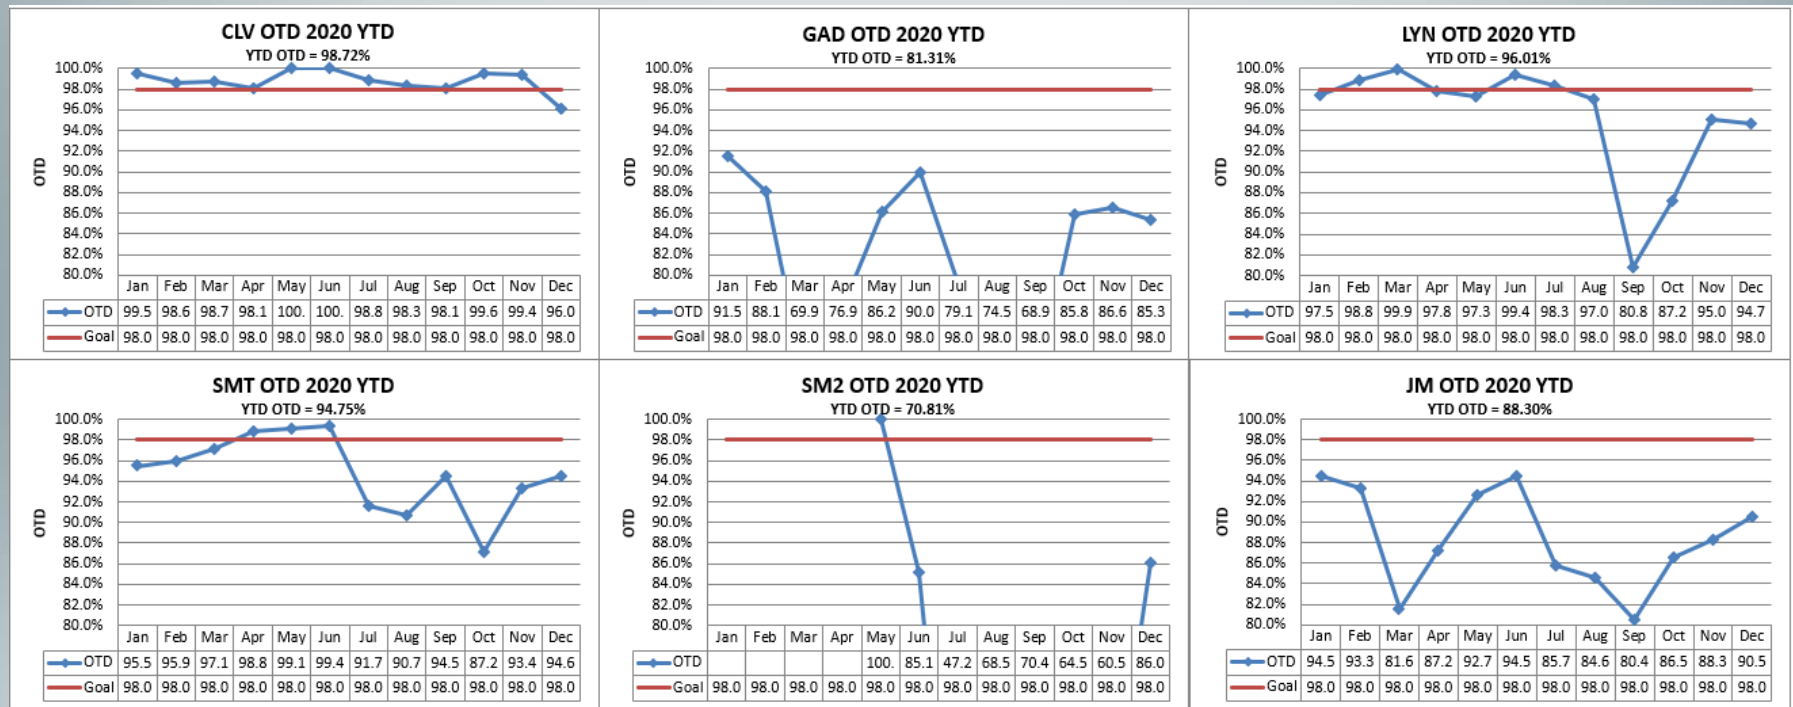 CLV OTD 2020 YTD
YTD OTD = 98.72%
100.0%
98.0%
96.0%
94.0%
92.0%
90.0%
88.0%
86.0%
84.0%
82.0%
80.0%
OTD
Jan Feb Mar Apr May Jun Jul Aug Sep Oct Nov Dec
OTD 99.5 98.6 98.7 98.1 100. 100. 98.8 98.3 98.1 99.6 99.4 96.0
Goal 98.0 98.0 98.0 98.0 98.0 98.0 98.0 98.0 98.0 98.0 98.0 98.0
GAD OTD 2020 YTD
YTD OTD = 81.31%
100.0%
98.0%
96.0%
94.0%
92.0%
90.0%
88.0%
86.0%
84.0%
82.0%
80.0%
OTD
Jan Feb Mar Apr May Jun Jul Aug Sep Oct Nov Dec
OTD 91.5 88.1 69.9 76.9 86.2 90.0 79.1 74.5 68.9 85.8 86.6 85.3
Goal 98.0 98.0 98.0 98.0 98.0 98.0 98.0 98.0 98.0 98.0 98.0 98.0
LYN OTD 2020 YTD
YTD OTD = 96.01%
100.0%
98.0%
96.0%
94.0%
92.0%
90.0%
88.0%
86.0%
84.0%
82.0%
80.0%
OTD
Jan Feb Mar Apr May Jun Jul Aug Sep Oct Nov Dec
OTD 97.5 98.8 99.9 97.8 97.3 99.4 98.3 97.0 80.8 87.2 95.0 94.7
Goal 98.0 98.0 98.0 98.0 98.0 98.0 98.0 98.0 98.0 98.0 98.0 98.0
SMT OTD 2020 YTD
YTD OTD = 94.75%
100.0%
98.0%
96.0%
94.0%
92.0%
90.0%
88.0%
86.0%
84.0%
82.0%
80.0%
OTD
Jan Feb Mar Apr May Jun Jul Aug Sep Oct Nov Dec
OTD 95.5 95.9 97.1 98.8 99.1 99.4 91.7 90.7 94.5 87.2 93.4 94.6
Goal 98.0 98.0 98.0 98.0 98.0 98.0 98.0 98.0 98.0 98.0 98.0 98.0
SM2 OTD 2020 YTD
YTD OTD = 70.81%
100.0%
98.0%
96.0%
94.0%
92.0%
90.0%
88.0%
86.0%
84.0%
82.0%
80.0%
OTD
Jan Feb Mar Apr May Jun Jul Aug Sep Oct Nov Dec
OTD 100. 85.1 47.2 68.5 70.4 64.5 60.5 86.0
Goal 98.0 98.0 98.0 98.0 98.0 98.0 98.0 98.0 98.0 98.0 98.0 98.0
JM OTD 2020 YTD
YTD OTD = 88.30%
100.0%
98.0%
96.0%
94.0%
92.0%
90.0%
88.0%
86.0%
84.0%
82.0%
80.0%
OTD
Jan Feb Mar Apr May Jun Jul Aug Sep Oct Nov Dec
OTD 94.5 93.3 81.6 87.2 92.7 94.5 85.7 84.6 80.4 86.5 88.3 90.5
Goal 98.0 98.0 98.0 98.0 98.0 98.0 98.0 98.0 98.0 98.0 98.0 98.0